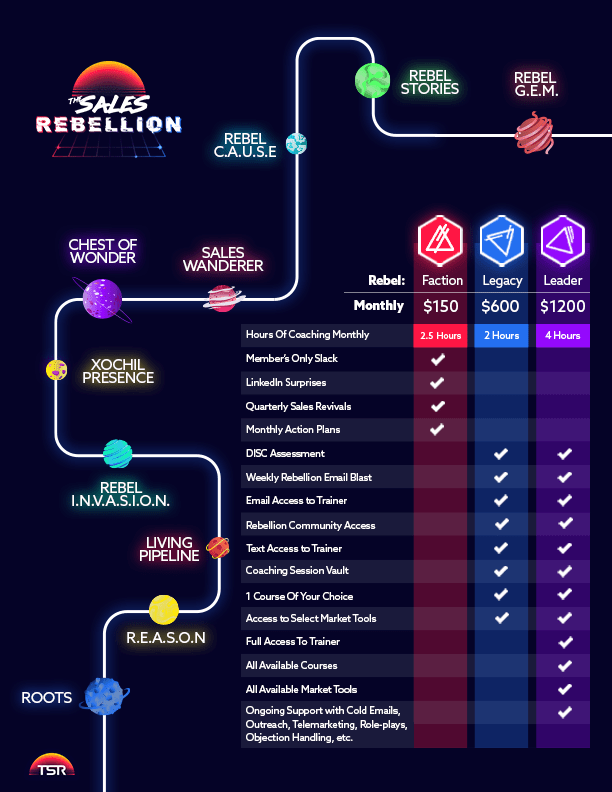 THE SALES
REBELLION
REBEL
STORIES
REBEL
G.E.M.
REBEL
C.A.U.S.E
CHEST OF
WONDER
SALES
WANDERER
XOCHIL
PRESENCE
REBEL
I.N.V.A.S.I.O.N.
LIVING
PIPELINE
R.E.A.S.O.N
ROOTS
TSR
Rebel: Faction Legacy Leader
Monthly $150 $600 $1200
Hours Of Coaching Monthly 2.5 Hours 2 Hours 4 Hours
Member's Only Slack
LinkedIn Surprises
Quarterly Sales Revivals
Monthly Action Plans
DISC Assessment
Weekly Rebellion Email Blast
Email Access to Trainer
Rebellion Community Access
Text Access to Trainer
Coaching Session Vault
1 Course Of Your Choice
Access to Select Market Tools
Full Access To Trainer
All Available Courses
All Available Market Tools
Ongoing Support with Cold Emails,
Outreach, Telemarketing, Role-plays,
Objection Handling, etc.